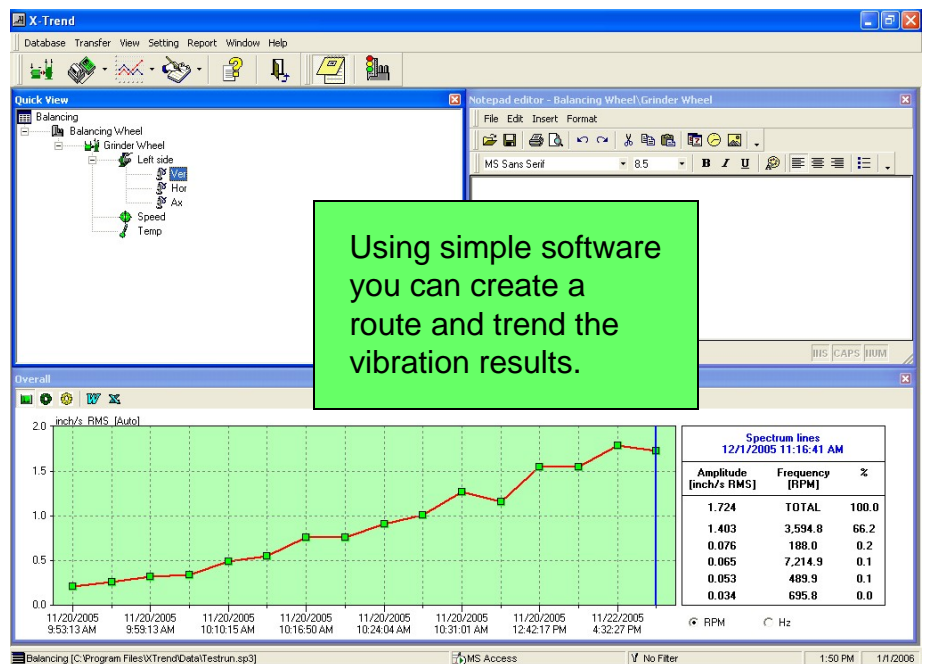 X-Trend
Database Transfer View Setting Report Window Help
Quick View
Balancing
Balancing Wheel
Grinder Wheel
Left side
Ver
Hor
Ax
Speed
Temp
Notepad editor - Balancing Wheel\Grinder Wheel
File Edit Insert Format
MS Sans Serif 8.5 B I U
Using simple software
you can create a
route and trend the
vibration results.
INS CAPS NUM
Overall
inch/s RMS [Auto]
2.0
1.5
1.0
0.5
0.0
11/20/2005 11/20/2005 11/20/2005 11/20/2005 11/20/2005 11/20/2005 11/20/2005 11/22/2005
9:53:13 AM 9:59:13 AM 10:10:15 AM 10:16:50 AM 10:24:04 AM 10:31:01 AM 12:42:17 PM 4:32:27 PM
Spectrum lines
12/1/2005 11:16:41 AM
Amplitude Frequency %
[inch/s RMS] [RPM]
1.724 TOTAL 100.0
1.403 3,594.8 66.2
0.076 188.0 0.2
0.065 7,214.9 0.1
0.053 489.9 0.1
0.034 695.8 0.0
RPM Hz
Balancing [C:\Program Files\XTrend\Data\Testrun.sp3] MS Access No Filter 1:50 PM 1/1/2006